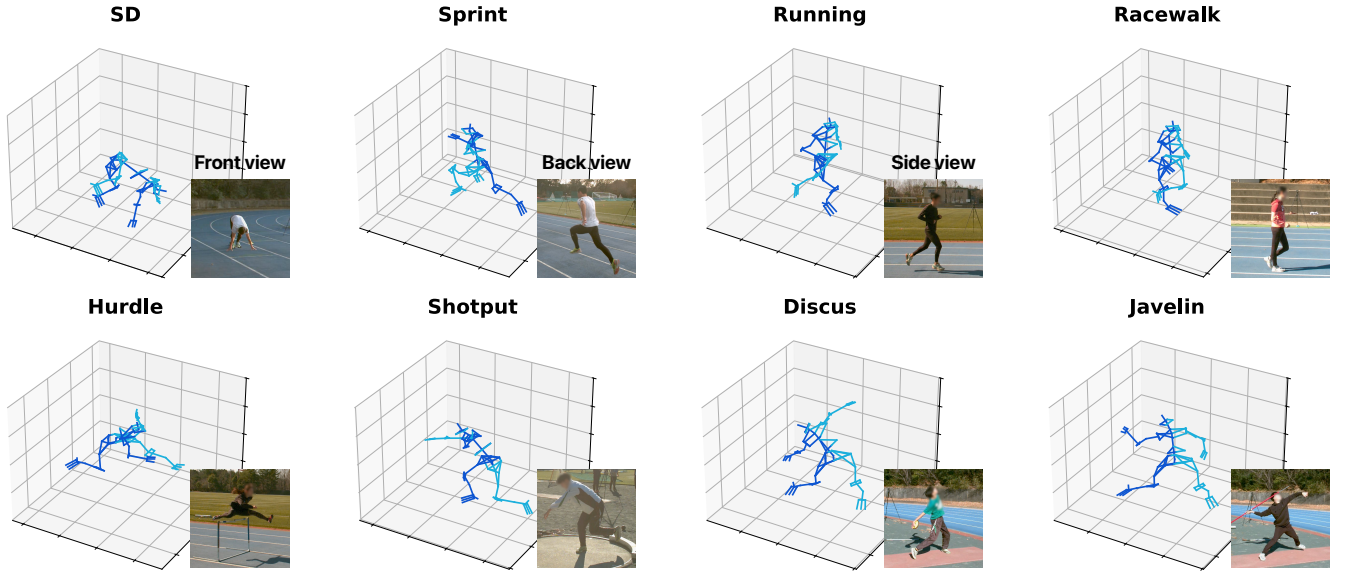 SD
Sprint
Running
Racewalk
Front view
Back view
Side view
Hurdle
Shotput
Discus
Javelin